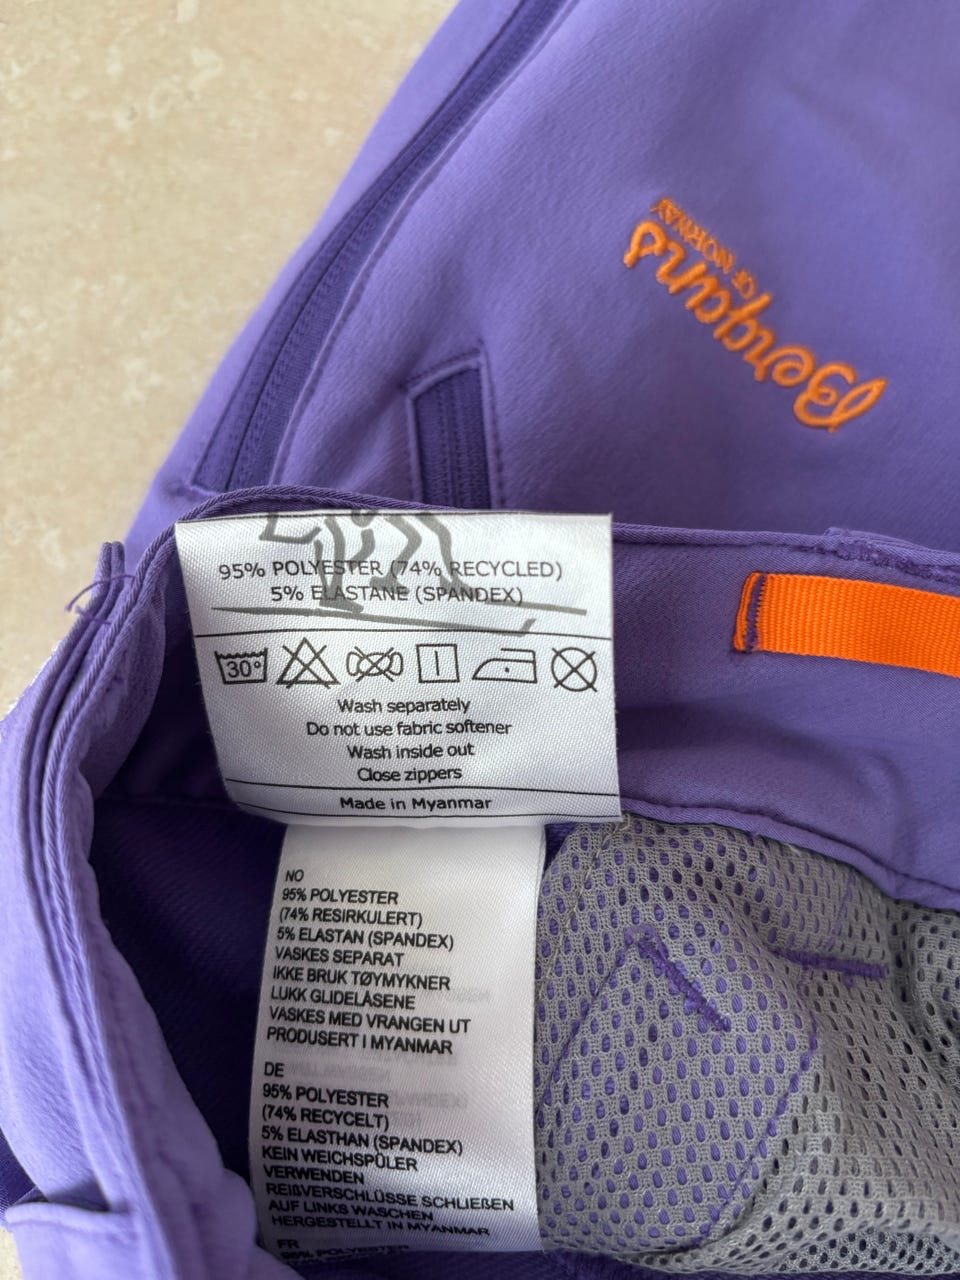 Bergans
OF NORWAY
95% POLYESTER (74% RECYCLED)
5% ELASTANE (SPANDEX)
30°
Wash separately
Do not use fabric softener
Wash inside out
Close zippers
Made in Myanmar
NO
95% POLYESTER
(74% RESIRKULERT)
5% ELASTAN (SPANDEX)
VASKES SEPARAT
IKKE BRUK TØYMYKNER
LUKK GLIDELÅSENE
VASKES MED VRANGEN UT
PRODUSERT I MYANMAR
DE
95% POLYESTER
(74% RECYCELT)
5% ELASTHAN (SPANDEX)
KEIN WEICHSPÜLER
VERWENDEN
REIßVERSCHLÜSSE SCHLIEßEN
AUF LINKS WASCHEN
HERGESTELLT IN MYANMAR
FR
95% POLYESTER